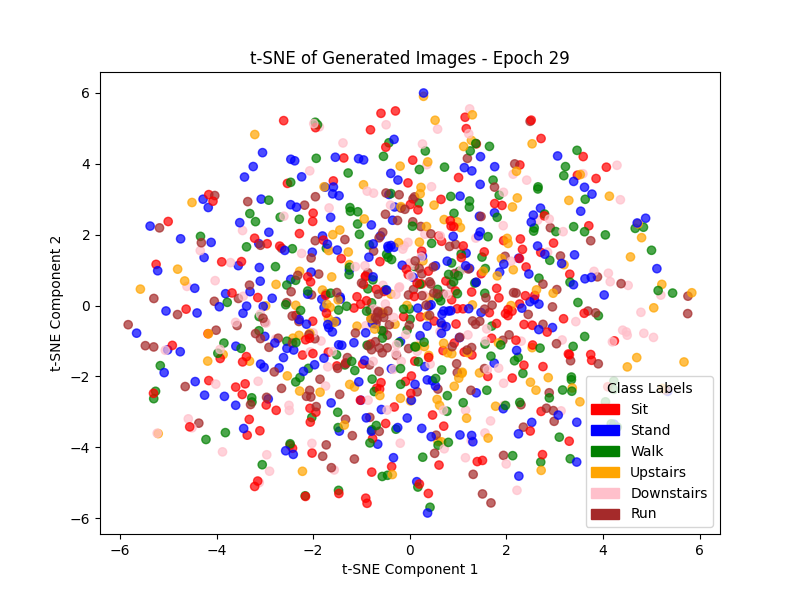 t-SNE of Generated Images - Epoch 29
t-SNE Component 2
6
4
2
0
−2
−4
−6
−6
−4
−2
0
2
4
6
t-SNE Component 1
Class Labels
Sit
Stand
Walk
Upstairs
Downstairs
Run